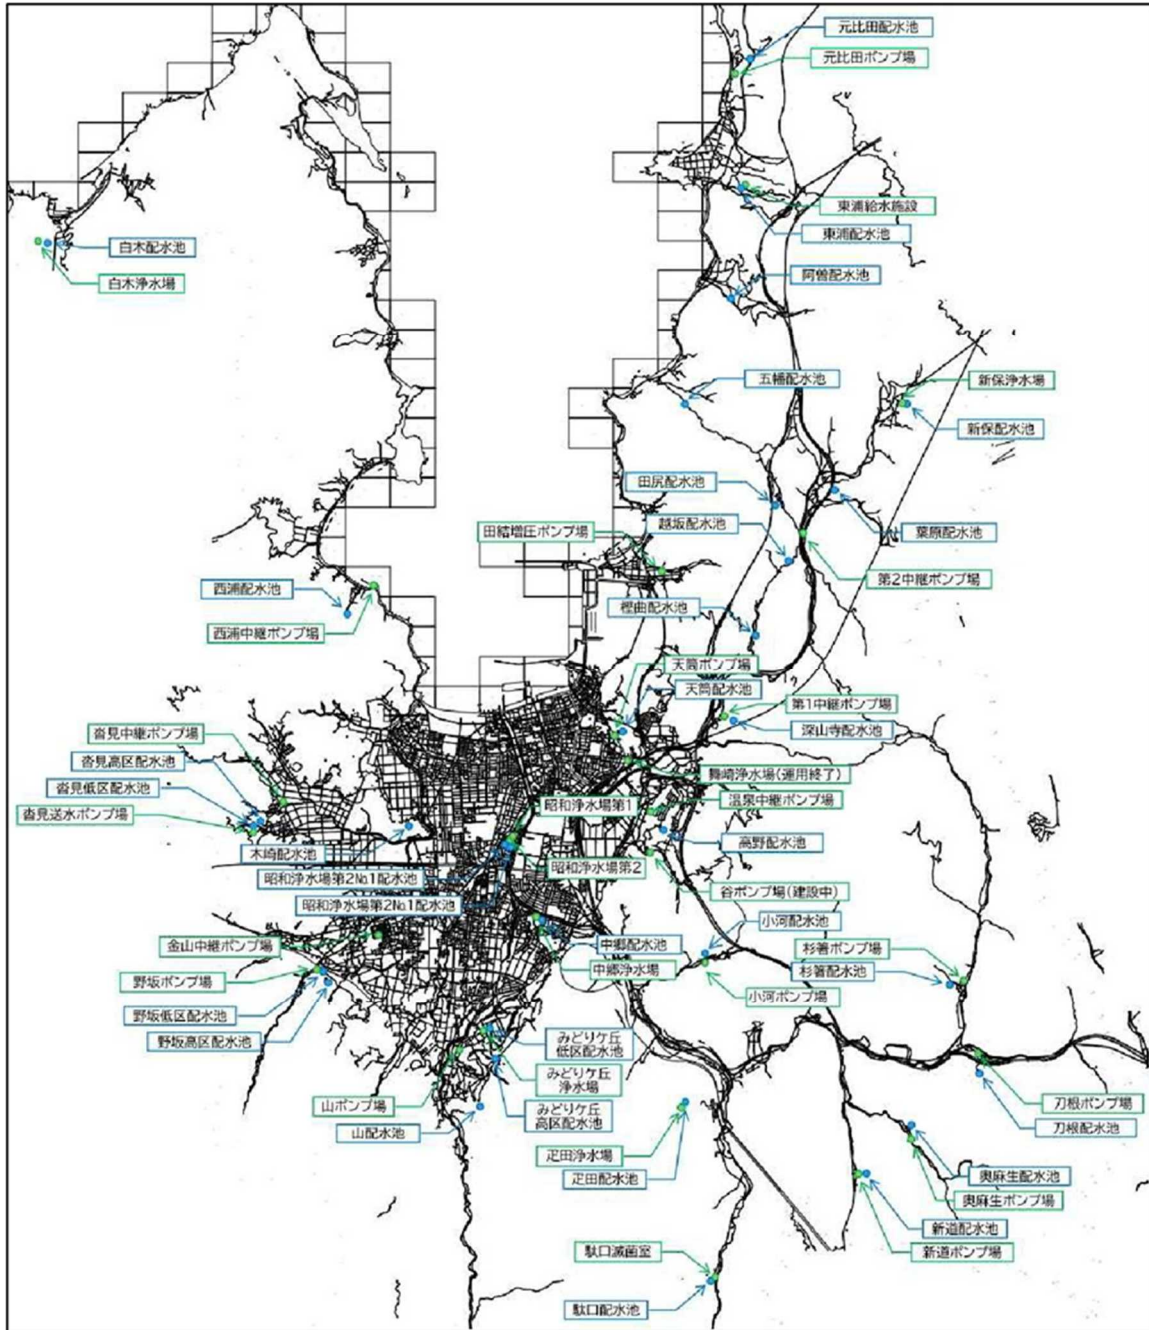 元比田配水池
元比田ポンプ場
東浦給水施設
東浦配水池
白木配水池
白木浄水場
阿曽配水池
五幡配水池
新保浄水場
新保配水池
田尻配水池
越坂配水池
田結増圧ポンプ場
葉原配水池
第2中継ポンプ場
西浦配水池
樫曲配水池
西浦中継ポンプ場
天筒ポンプ場
天筒配水池
第1中継ポンプ場
深山寺配水池
沓見中継ポンプ場
沓見高区配水池
沓見低区配水池
沓見送水ポンプ場
舞崎浄水場(運用終了)
温泉中継ポンプ場
昭和浄水場第1
高野配水池
木崎配水池
昭和浄水場第2
昭和浄水場第2№1配水池
谷ポンプ場(建設中)
昭和浄水場第2№1配水池
小河配水池
金山中継ポンプ場
中郷配水池
杉箸ポンプ場
中郷浄水場
杉箸配水池
野坂ポンプ場
小河ポンプ場
野坂低区配水池
野坂高区配水池
みどりケ丘
低区配水池
みどりケ丘
浄水場
山ポンプ場
みどりケ丘
高区配水池
山配水池
刀根ポンプ場
刀根配水池
疋田浄水場
疋田配水池
奥麻生配水池
奥麻生ポンプ場
新道配水池
新道ポンプ場
駄口滅菌室
駄口配水池